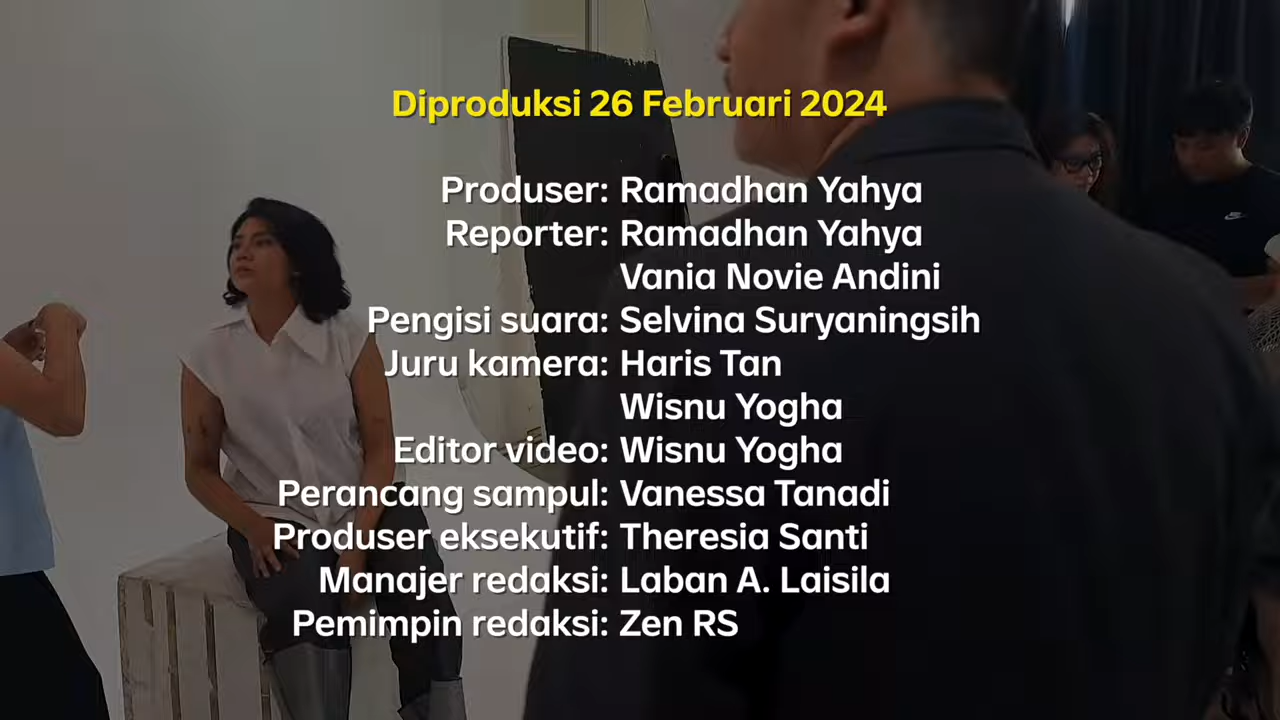 Diproduksi 26 Februari 2024
Produser: Ramadhan Yahya
Reporter: Ramadhan Yahya
Vania Novie Andini
Pengisi suara: Selvina Suryaningsih
Juru kamera: Haris Tan
Wisnu Yogha
Editor video: Wisnu Yogha
Perancang sampul: Vanessa Tanadi
Produser eksekutif: Theresia Santi
Manajer redaksi: Laban A. Laisila
Pemimpin redaksi: Zen RS